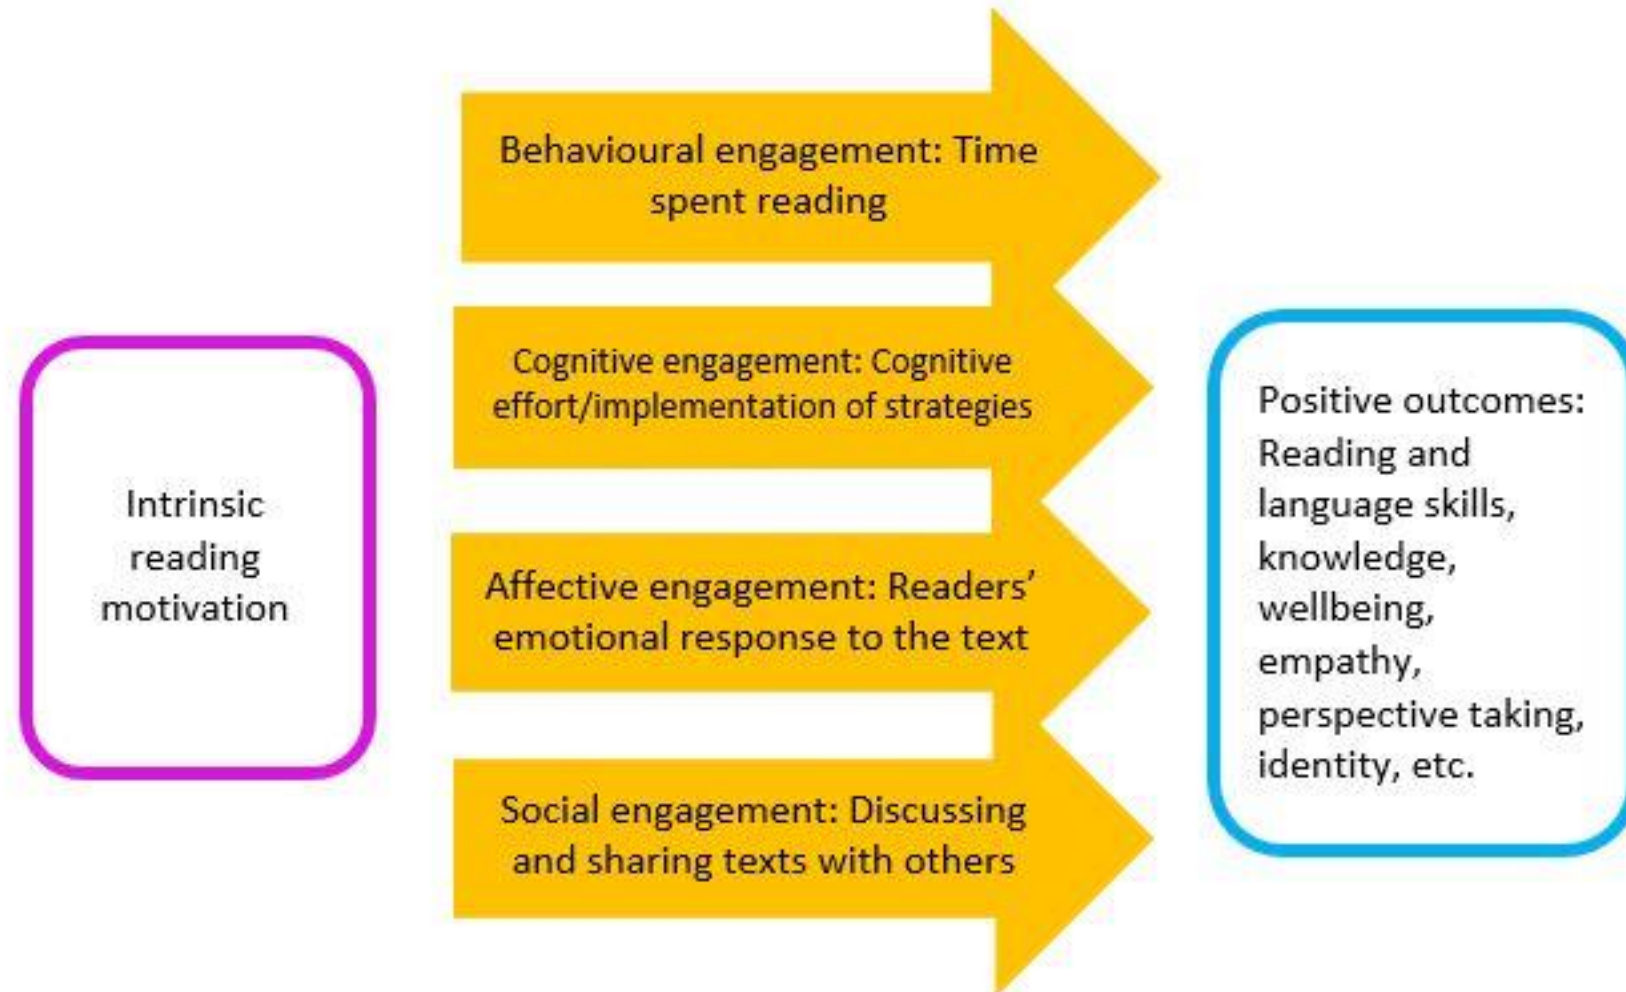 Behavioural engagement: Time
spent reading
Cognitive engagement: Cognitive
effort/implementation of strategies
Affective engagement: Readers’
emotional response to the text
Social engagement: Discussing
and sharing texts with others
Intrinsic
reading
motivation
Positive outcomes:
Reading and
language skills,
knowledge,
wellbeing,
empathy,
perspective taking,
identity, etc.